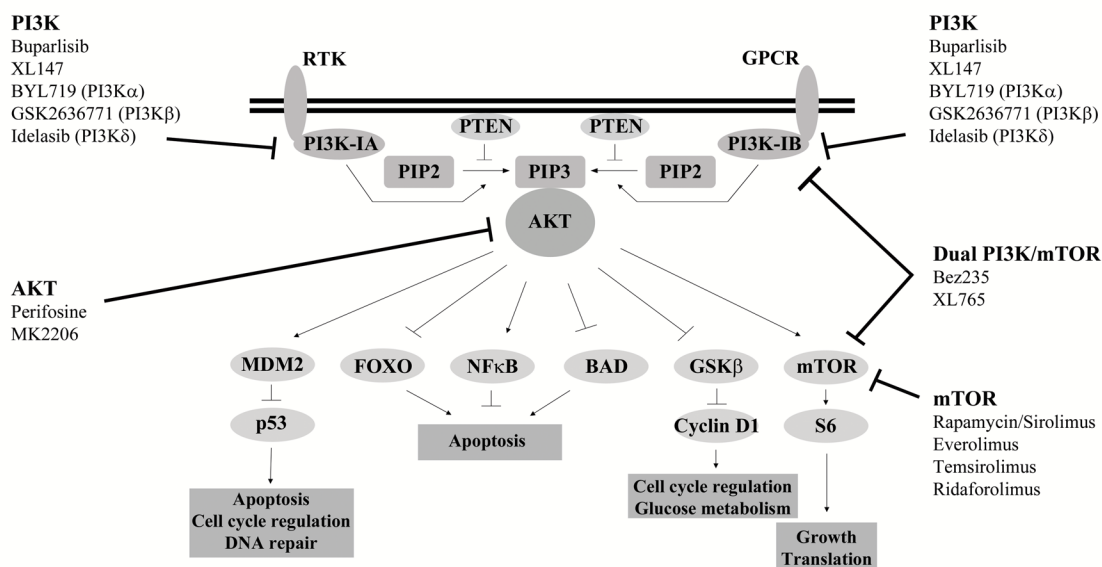 PI3K
Buparlisib
XL147
BYL719 (PI3Kα)
GSK2636771 (PI3Kβ)
Idelasib (PI3Kδ)
RTK
GPCR
PI3K
Buparlisib
XL147
BYL719 (PI3Kα)
GSK2636771 (PI3Kβ)
Idelasib (PI3Kδ)
PTEN
PTEN
PI3K-IA
PI3K-IB
PIP2
PIP3
PIP2
AKT
AKT
Perifosine
MK2206
Dual PI3K/mTOR
Bez235
XL765
MDM2
FOXO
NFκB
BAD
GSKβ
mTOR
p53
Apoptosis
Cyclin D1
S6
mTOR
Rapamycin/Sirolimus
Everolimus
Temsirolimus
Ridaforolimus
Apoptosis
Cell cycle regulation
DNA repair
Cell cycle regulation
Glucose metabolism
Growth
Translation